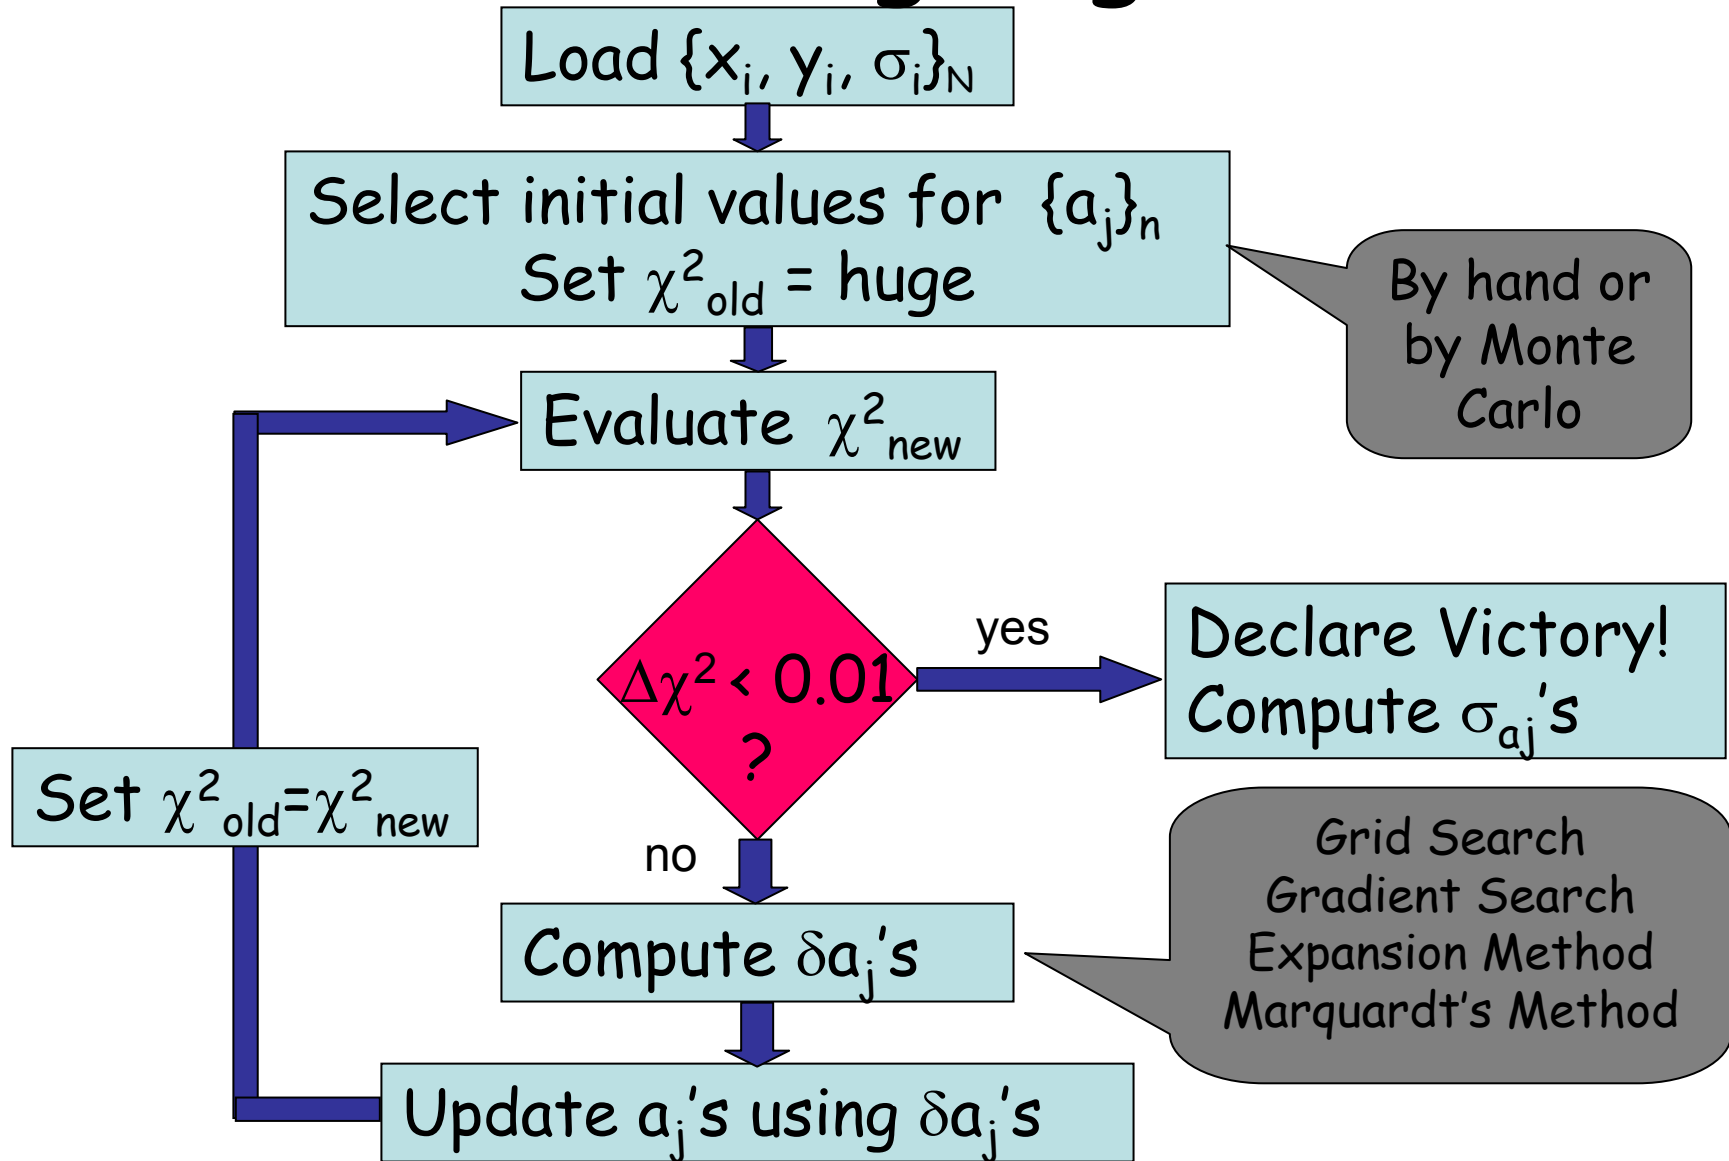 Load {xᵢ, yᵢ, σᵢ}N
Select initial values for {aⱼ}ₙ
Set χ²old = huge
By hand or
by Monte
Carlo
Evaluate χ²new
Δχ² < 0.01
?
yes
Declare Victory!
Compute σaj's
no
Set χ²old=χ²new
Compute δaⱼ's
Grid Search
Gradient Search
Expansion Method
Marquardt's Method
Update aⱼ's using δaⱼ's